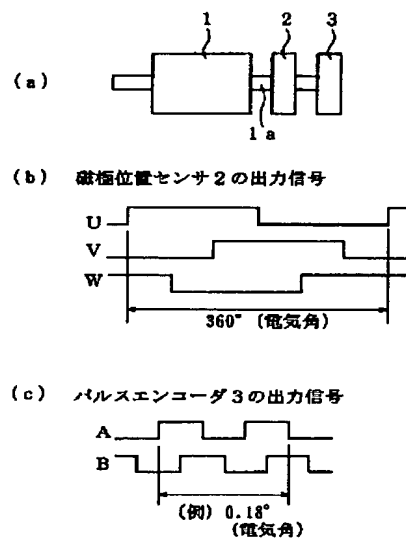 1 2 3
(a)
1a
(b) 磁極位置センサ2の出力信号
U
V
W
360° (電気角)
(c) パルスエンコーダ3の出力信号
A
B
(例) 0.18°
(電気角)